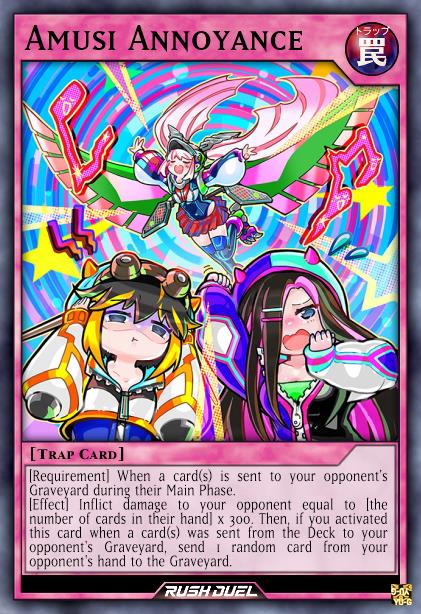 Amusi Annoyance
トラップ
罠
[Trap Card]
[Requirement] When a card(s) is sent to your opponent's
Graveyard during their Main Phase.
[Effect] Inflict damage to your opponent equal to [the
number of cards in their hand] x 300. Then, if you activated
this card when a card(s) was sent from the Deck to your
opponent's Graveyard, send 1 random card from your
opponent's hand to the Graveyard.
RUSH DUEL